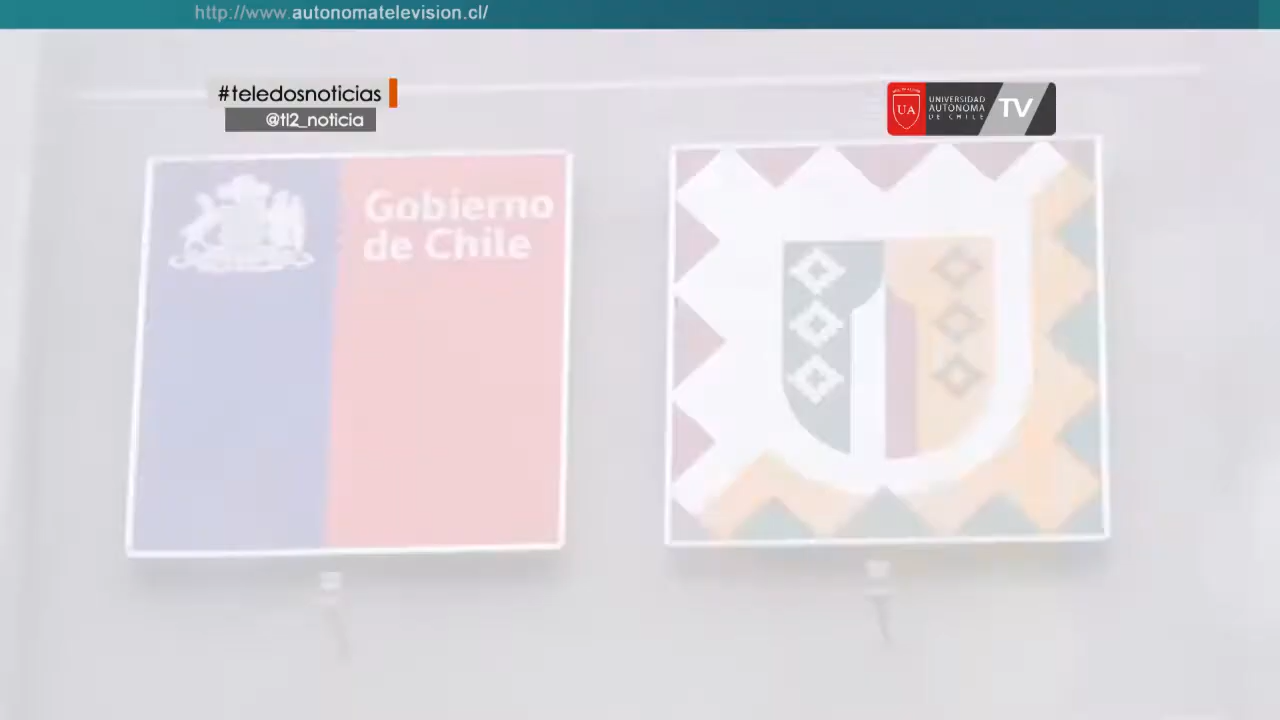 http://www.autonomatelevision.cl/
#teledosnoticias
@tl2_noticia
UA
UNIVERSIDAD
AUTÓNOMA
DE CHILE
TV
Gobierno
de Chile